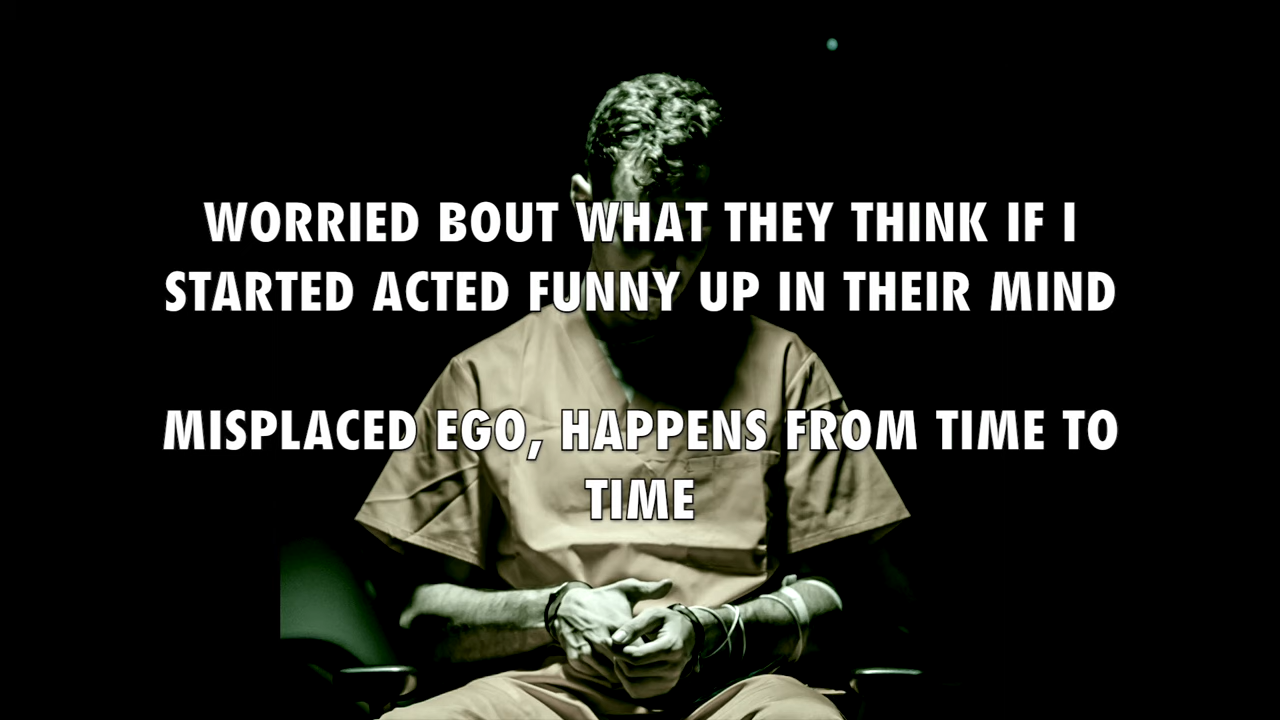 WORRIED BOUT WHAT THEY THINK IF I
STARTED ACTED FUNNY UP IN THEIR MIND
MISPLACED EGO, HAPPENS FROM TIME TO
TIME